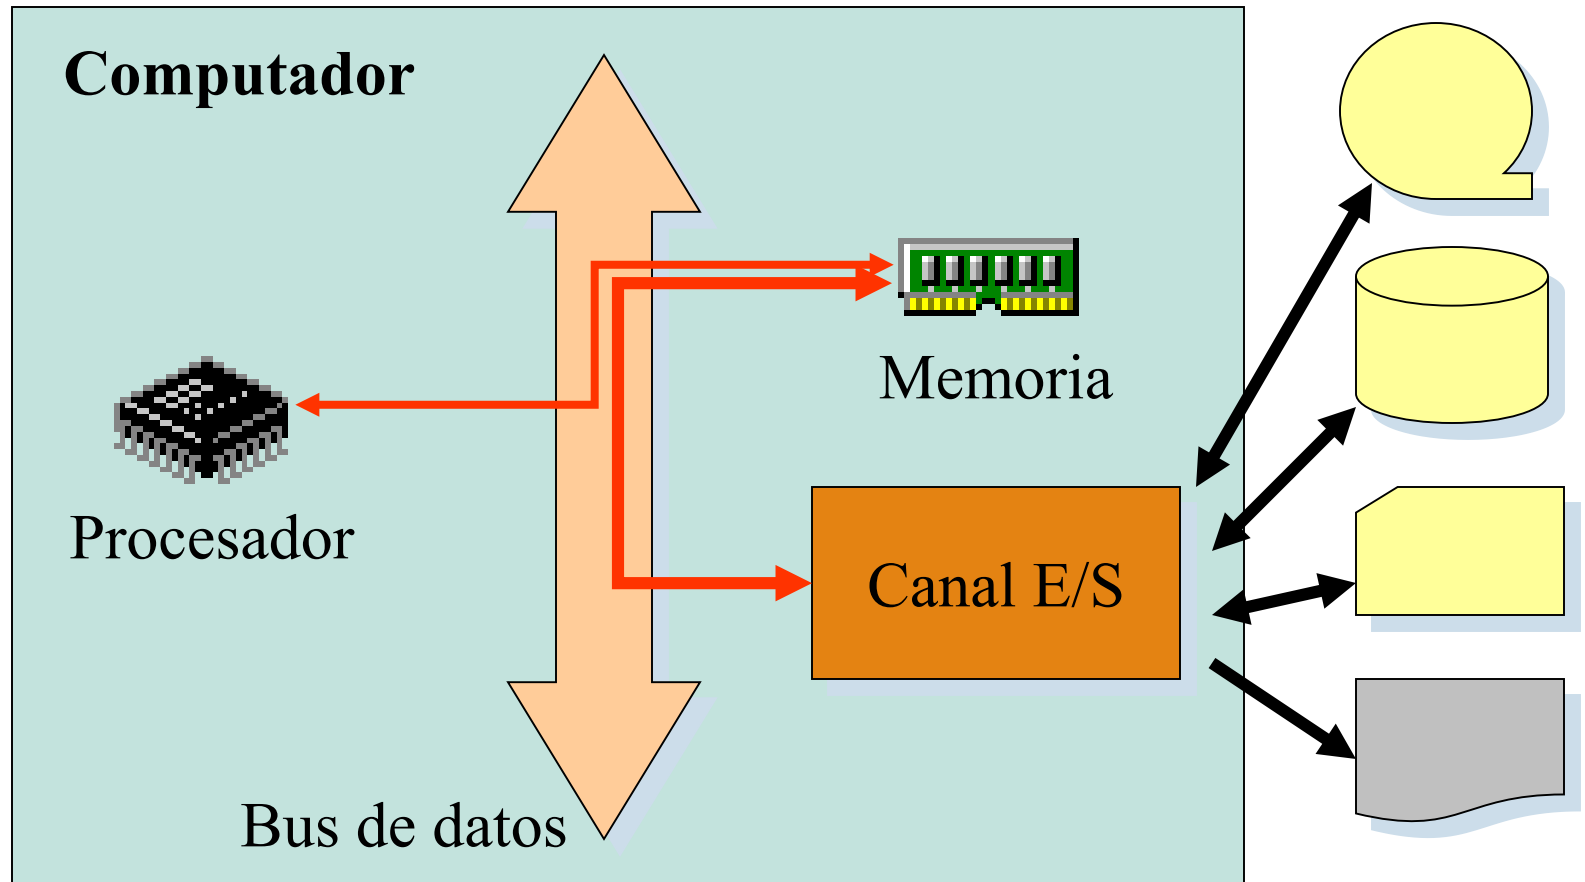 Computador
Memoria
Procesador
Canal E/S
Bus de datos